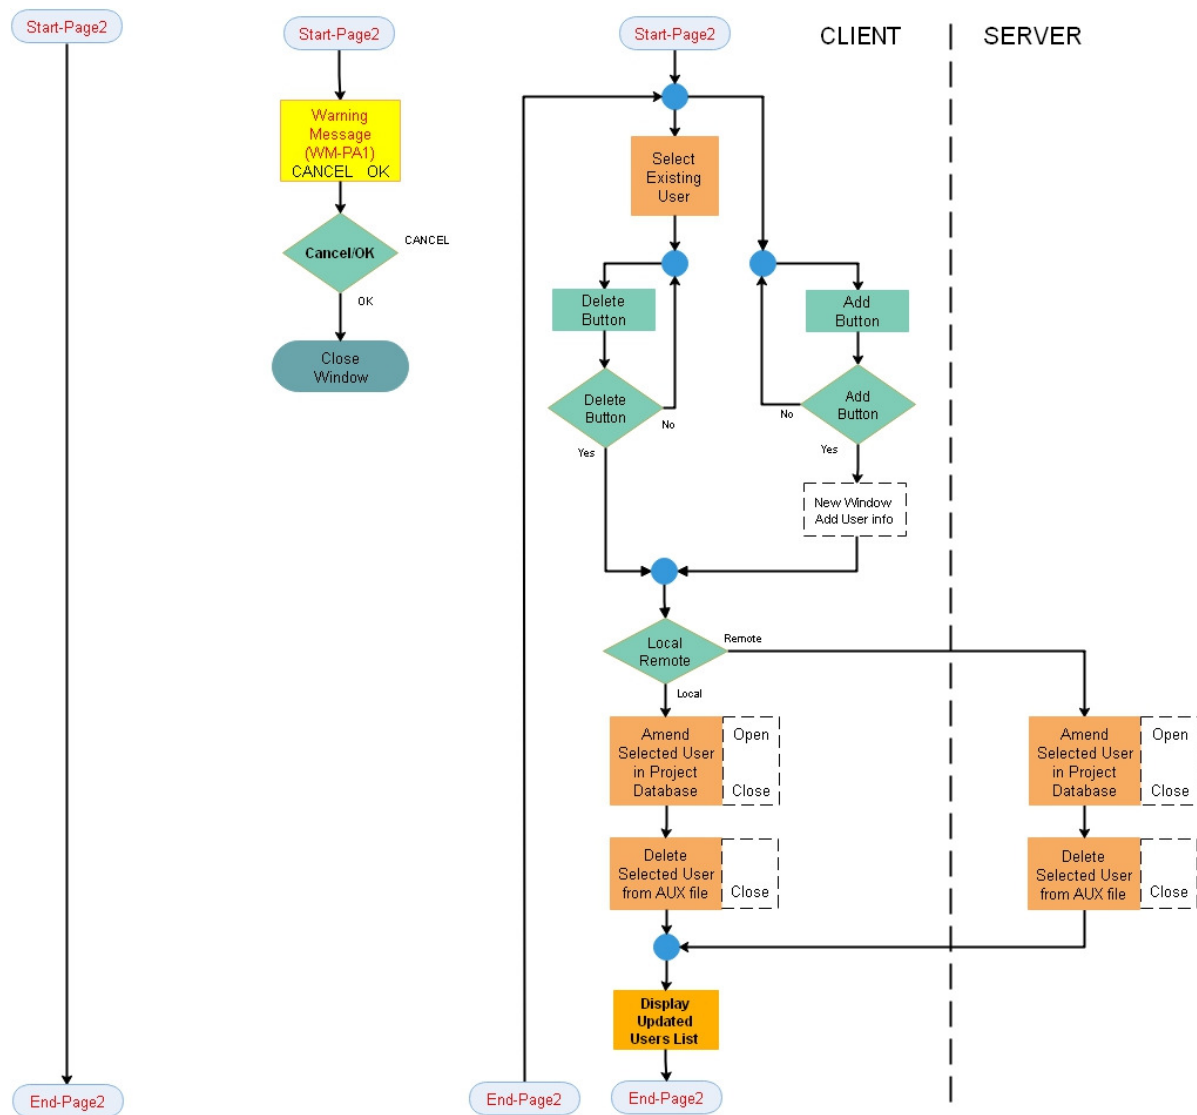 Start-Page2
Start-Page2
Start-Page2
CLIENT
SERVER
Warning
Message
(WM-PA1)
CANCEL OK
Cancel/OK
CANCEL
OK
Close
Window
Select
Existing
User
Delete
Button
Add
Button
Delete
Button
No
Yes
Add
Button
No
Yes
New Window
Add User info
Local
Remote
Remote
Local
Amend
Selected User
in Project
Database
Open
Close
Amend
Selected User
in Project
Database
Open
Close
Delete
Selected User
from AUX file
Close
Delete
Selected User
from AUX file
Close
Display
Updated
Users List
End-Page2
End-Page2
End-Page2